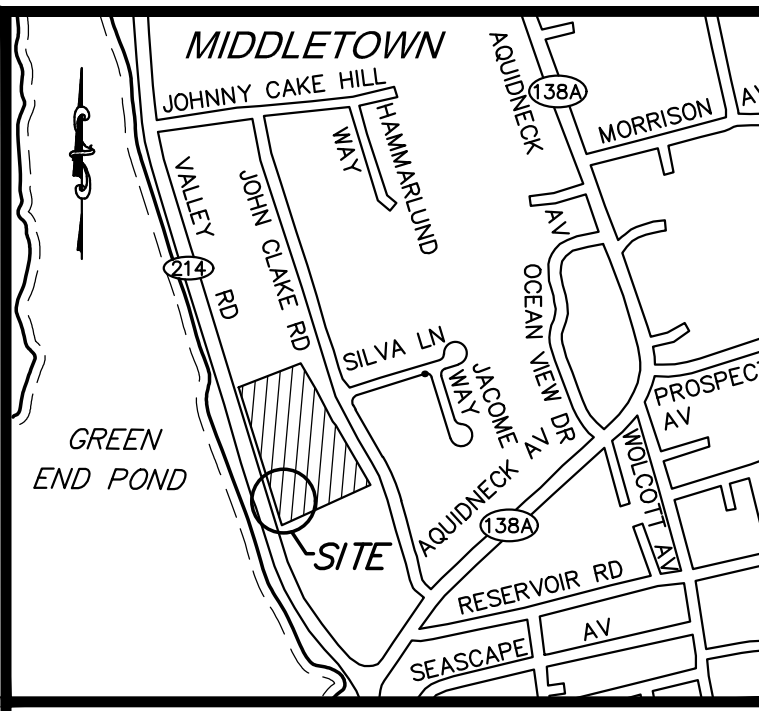 MIDDLETOWN
JOHNNY CAKE HILL
HAMMARLUND
WAY
AQUIDNECK
AV
138A
MORRISON
VALLEY
RD
214
JOHN CLAKE RD
SILVA LN
JACOME
WAY
OCEAN VIEW DR
PROSPECT
AV
WOLCOTT AV
GREEN
END POND
AQUIDNECK AV
138A
SITE
RESERVOIR RD
SEASCAPE
AV